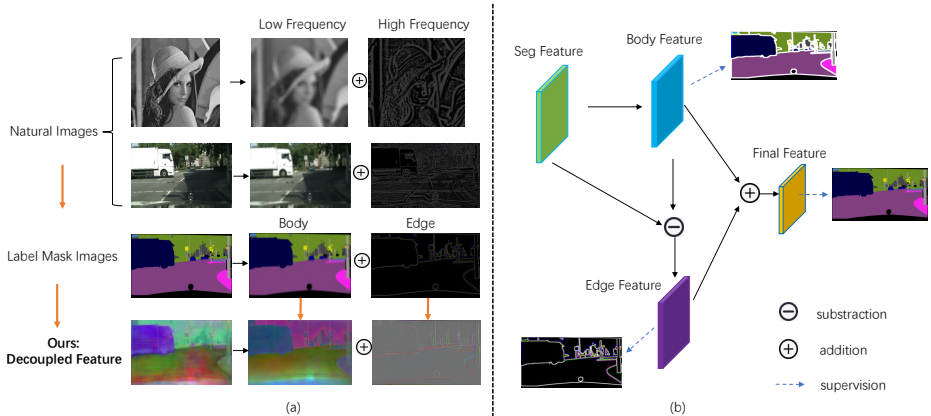 Low Frequency
High Frequency
Natural Images
Label Mask Images
Body
Edge
Ours:
Decoupled Feature
(a)
Seg Feature
Body Feature
Final Feature
Edge Feature
substraction
addition
supervision
(b)